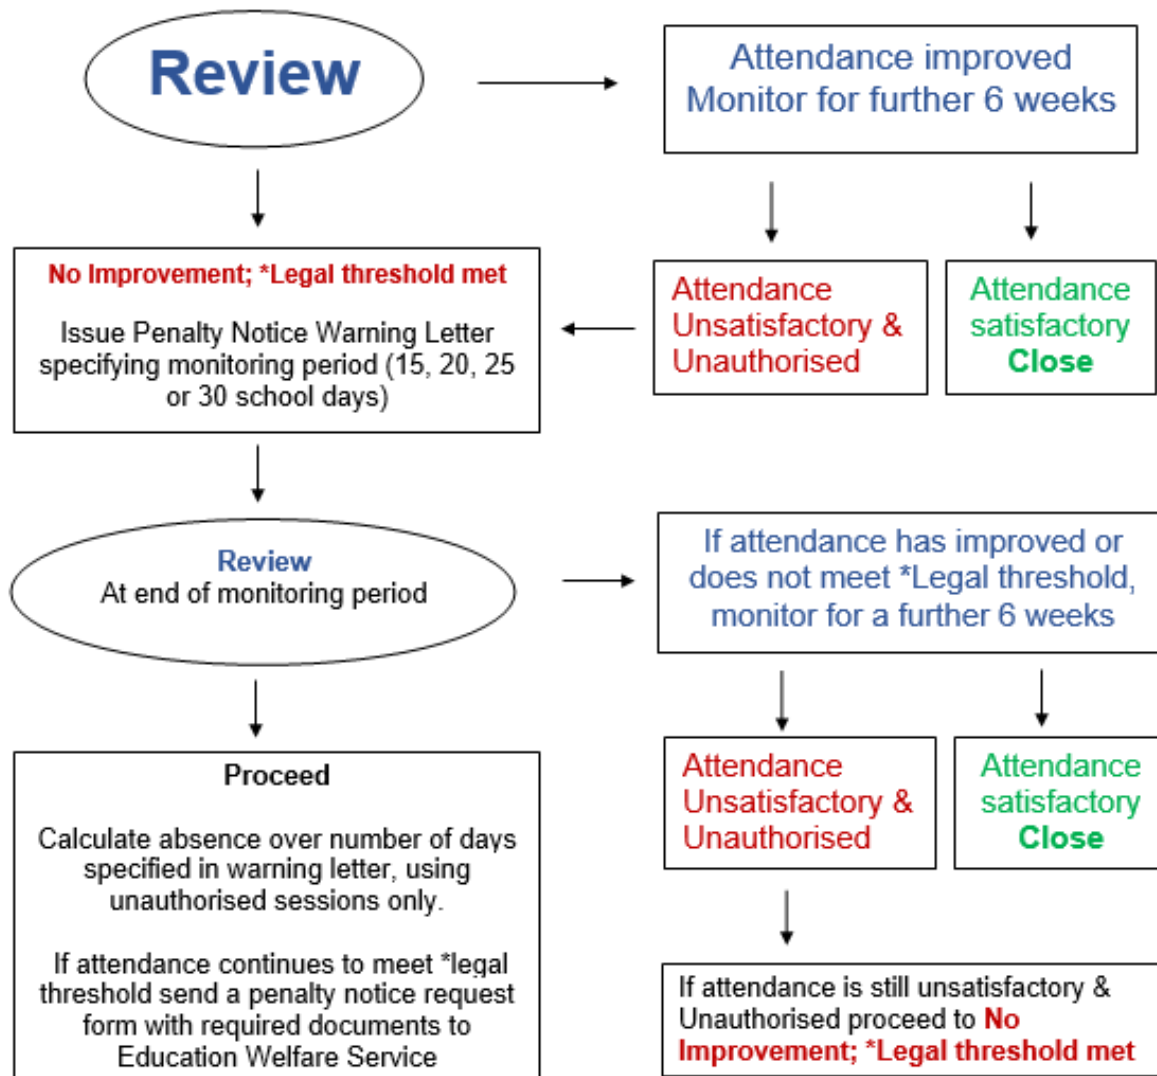 Review
Attendance improved
Monitor for further 6 weeks
No Improvement; *Legal threshold met
Issue Penalty Notice Warning Letter
specifying monitoring period (15, 20, 25
or 30 school days)
Attendance
Unsatisfactory &
Unauthorised
Attendance
satisfactory
Close
Review
At end of monitoring period
If attendance has improved or
does not meet *Legal threshold,
monitor for a further 6 weeks
Proceed
Calculate absence over number of days
specified in warning letter, using
unauthorised sessions only.
If attendance continues to meet *legal
threshold send a penalty notice request
form with required documents to
Education Welfare Service
Attendance
Unsatisfactory &
Unauthorised
Attendance
satisfactory
Close
If attendance is still unsatisfactory &
Unauthorised proceed to No
Improvement; *Legal threshold met